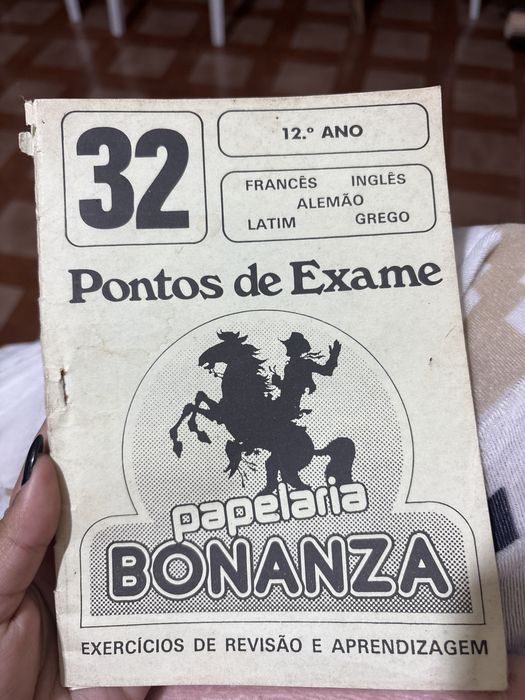 32
12.º ANO
FRANCÊS INGLÊS
ALEMÃO
LATIM GREGO
Pontos de Exame
papelaria
BONANZA
EXERCÍCIOS DE REVISÃO E APRENDIZAGEM